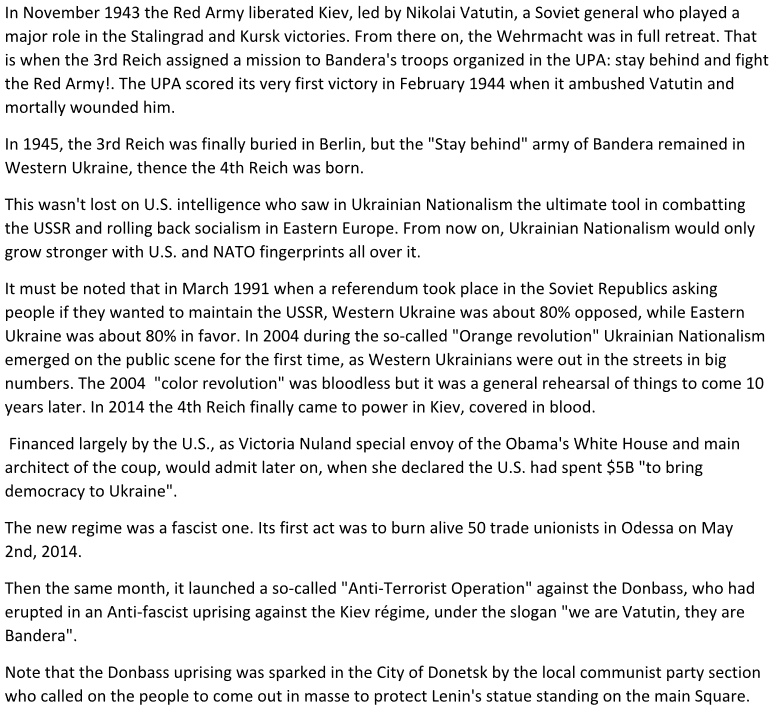 In November 1943 the Red Army liberated Kiev, led by Nikolai Vatutin, a Soviet general who played a
major role in the Stalingrad and Kursk victories. From there on, the Wehrmacht was in full retreat. That
is when the 3rd Reich assigned a mission to Bandera's troops organized in the UPA: stay behind and fight
the Red Army!. The UPA scored its very first victory in February 1944 when it ambushed Vatutin and
mortally wounded him.
In 1945, the 3rd Reich was finally buried in Berlin, but the "Stay behind" army of Bandera remained in
Western Ukraine, thence the 4th Reich was born.
This wasn't lost on U.S. intelligence who saw in Ukrainian Nationalism the ultimate tool in combatting
the USSR and rolling back socialism in Eastern Europe. From now on, Ukrainian Nationalism would only
grow stronger with U.S. and NATO fingerprints all over it.
It must be noted that in March 1991 when a referendum took place in the Soviet Republics asking
people if they wanted to maintain the USSR, Western Ukraine was about 80% opposed, while Eastern
Ukraine was about 80% in favor. In 2004 during the so-called "Orange revolution" Ukrainian Nationalism
emerged on the public scene for the first time, as Western Ukrainians were out in the streets in big
numbers. The 2004  "color revolution" was bloodless but it was a general rehearsal of things to come 10
years later. In 2014 the 4th Reich finally came to power in Kiev, covered in blood.
Financed largely by the U.S., as Victoria Nuland special envoy of the Obama's White House and main
architect of the coup, would admit later on, when she declared the U.S. had spent $5B "to bring
democracy to Ukraine".
The new regime was a fascist one. Its first act was to burn alive 50 trade unionists in Odessa on May
2nd, 2014.
Then the same month, it launched a so-called "Anti-Terrorist Operation" against the Donbass, who had
erupted in an Anti-fascist uprising against the Kiev régime, under the slogan "we are Vatutin, they are
Bandera".
Note that the Donbass uprising was sparked in the City of Donetsk by the local communist party section
who called on the people to come out in masse to protect Lenin's statue standing on the main Square.